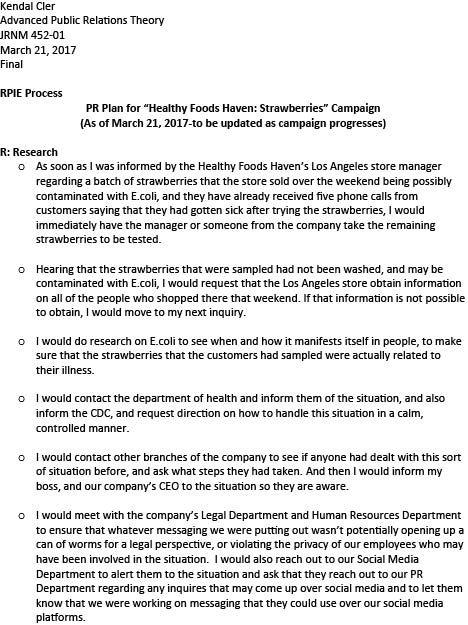 Kendal Cler
Advanced Public Relations Theory
JRNM 452-01
March 21, 2017
Final
RPIE Process
PR Plan for “Healthy Foods Haven: Strawberries” Campaign
(As of March 21, 2017-to be updated as campaign progresses)
R: Research
o As soon as I was informed by the Healthy Foods Haven’s Los Angeles store manager
regarding a batch of strawberries that the store sold over the weekend being possibly
contaminated with E.coli, and they have already received five phone calls from
customers saying that they had gotten sick after trying the strawberries, I would
immediately have the manager or someone from the company take the remaining
strawberries to be tested.
o Hearing that the strawberries that were sampled had not been washed, and may be
contaminated with E.coli, I would request that the Los Angeles store obtain information
on all of the people who shopped there that weekend. If that information is not possible
to obtain, I would move to my next inquiry.
o I would do research on E.coli to see when and how it manifests itself in people, to make
sure that the strawberries that the customers had sampled were actually related to
their illness.
o I would contact the department of health and inform them of the situation, and also
inform the CDC, and request direction on how to handle this situation in a calm,
controlled manner.
o I would contact other branches of the company to see if anyone had dealt with this sort
of situation before, and ask what steps they had taken. And then I would inform my
boss, and our company’s CEO to the situation so they are aware.
o I would meet with the company’s Legal Department and Human Resources Department
to ensure that whatever messaging we were putting out wasn’t potentially opening up a
can of worms for a legal perspective, or violating the privacy of our employees who may
have been involved in the situation.  I would also reach out to our Social Media
Department to alert them to the situation and ask that they reach out to our PR
Department regarding any inquires that may come up over social media and to let them
know that we were working on messaging that they could use over our social media
platforms.